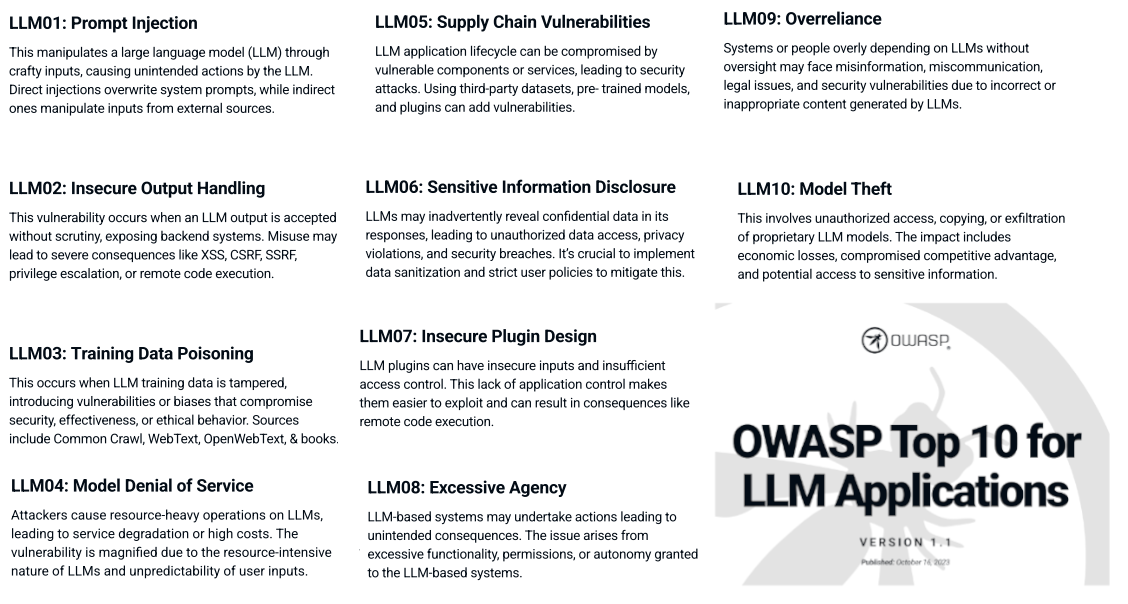 LLM01: Prompt Injection
This manipulates a large language model (LLM) through
crafty inputs, causing unintended actions by the LLM.
Direct injections overwrite system prompts, while indirect
ones manipulate inputs from external sources.
LLM02: Insecure Output Handling
This vulnerability occurs when an LLM output is accepted
without scrutiny, exposing backend systems. Misuse may
lead to severe consequences like XSS, CSRF, SSRF,
privilege escalation, or remote code execution.
LLM03: Training Data Poisoning
This occurs when LLM training data is tampered,
introducing vulnerabilities or biases that compromise
security, effectiveness, or ethical behavior. Sources
include Common Crawl, WebText, OpenWebText, & books.
LLM04: Model Denial of Service
Attackers cause resource-heavy operations on LLMs,
leading to service degradation or high costs. The
vulnerability is magnified due to the resource-intensive
nature of LLMs and unpredictability of user inputs.
LLM05: Supply Chain Vulnerabilities
LLM application lifecycle can be compromised by
vulnerable components or services, leading to security
attacks. Using third-party datasets, pre- trained models,
and plugins can add vulnerabilities.
LLM06: Sensitive Information Disclosure
LLMs may inadvertently reveal confidential data in its
responses, leading to unauthorized data access, privacy
violations, and security breaches. It’s crucial to implement
data sanitization and strict user policies to mitigate this.
LLM07: Insecure Plugin Design
LLM plugins can have insecure inputs and insufficient
access control. This lack of application control makes
them easier to exploit and can result in consequences like
remote code execution.
LLM08: Excessive Agency
LLM-based systems may undertake actions leading to
unintended consequences. The issue arises from
excessive functionality, permissions, or autonomy granted
to the LLM-based systems.
LLM09: Overreliance
Systems or people overly depending on LLMs without
oversight may face misinformation, miscommunication,
legal issues, and security vulnerabilities due to incorrect or
inappropriate content generated by LLMs.
LLM10: Model Theft
This involves unauthorized access, copying, or exfiltration
of proprietary LLM models. The impact includes
economic losses, compromised competitive advantage,
and potential access to sensitive information.
OWASP
OWASP Top 10 for
LLM Applications
VERSION 1.1
Published: October 16, 2023